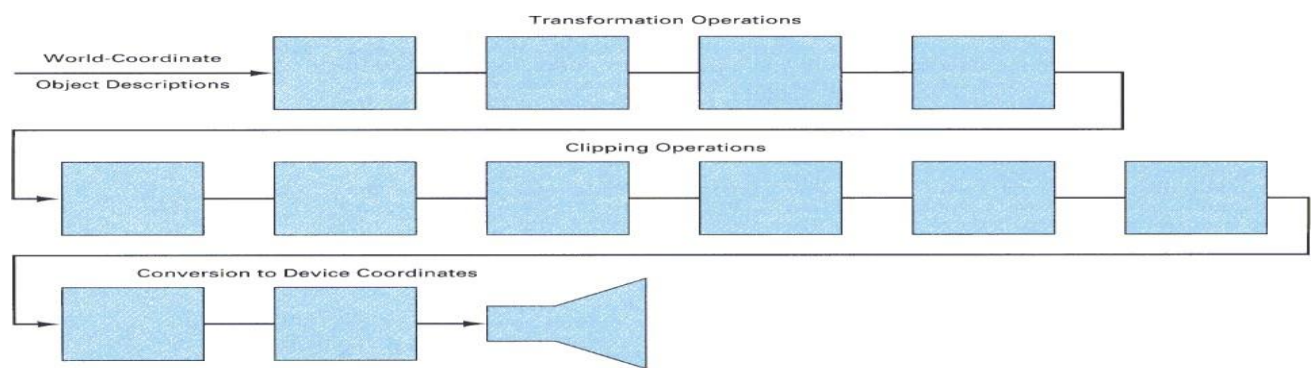 Transformation Operations
World-Coordinate
Object Descriptions
Clipping Operations
Conversion to Device Coordinates